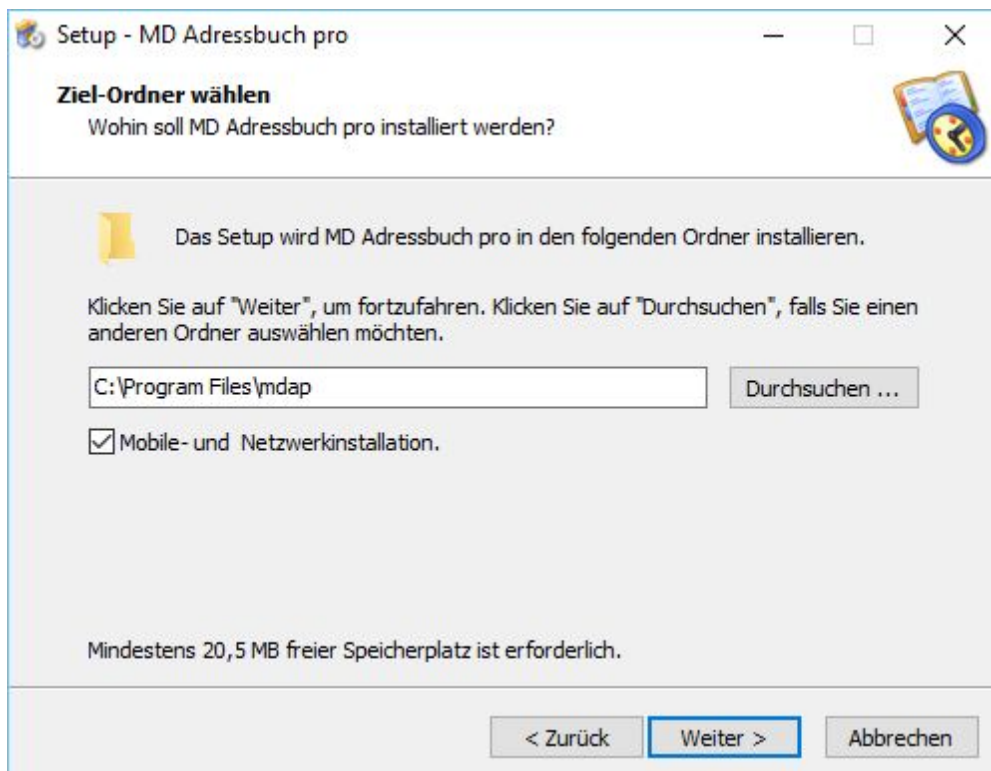 Setup - MD Adressbuch pro
Ziel-Ordner wählen
Wohin soll MD Adressbuch pro installiert werden?
Das Setup wird MD Adressbuch pro in den folgenden Ordner installieren.
Klicken Sie auf "Weiter", um fortzufahren. Klicken Sie auf "Durchsuchen", falls Sie einen
anderen Ordner auswählen möchten.
C:\Program Files\mdap
Durchsuchen ...
Mobile- und Netzwerkinstallation.
Mindestens 20,5 MB freier Speicherplatz ist erforderlich.
< Zurück
Weiter >
Abbrechen